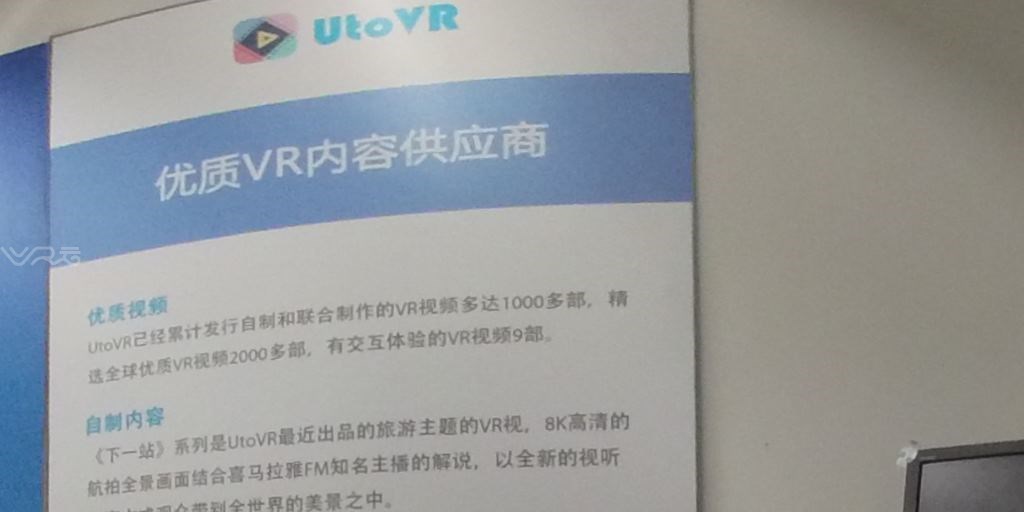 UtoVR
优质VR内容供应商
VR云
优质视频
UtoVR已经累计发行自制和联合制作的VR视频多达1000多部，精
选全球优质VR视频2000多部，有交互体验的VR视频9部。
自制内容
《下一站》系列是UtoVR最近出品的旅游主题的VR视，8K高清的
航拍全景画面结合喜马拉雅FM知名主播的解说，以全新的视听
观众带到全世界的美景之中。